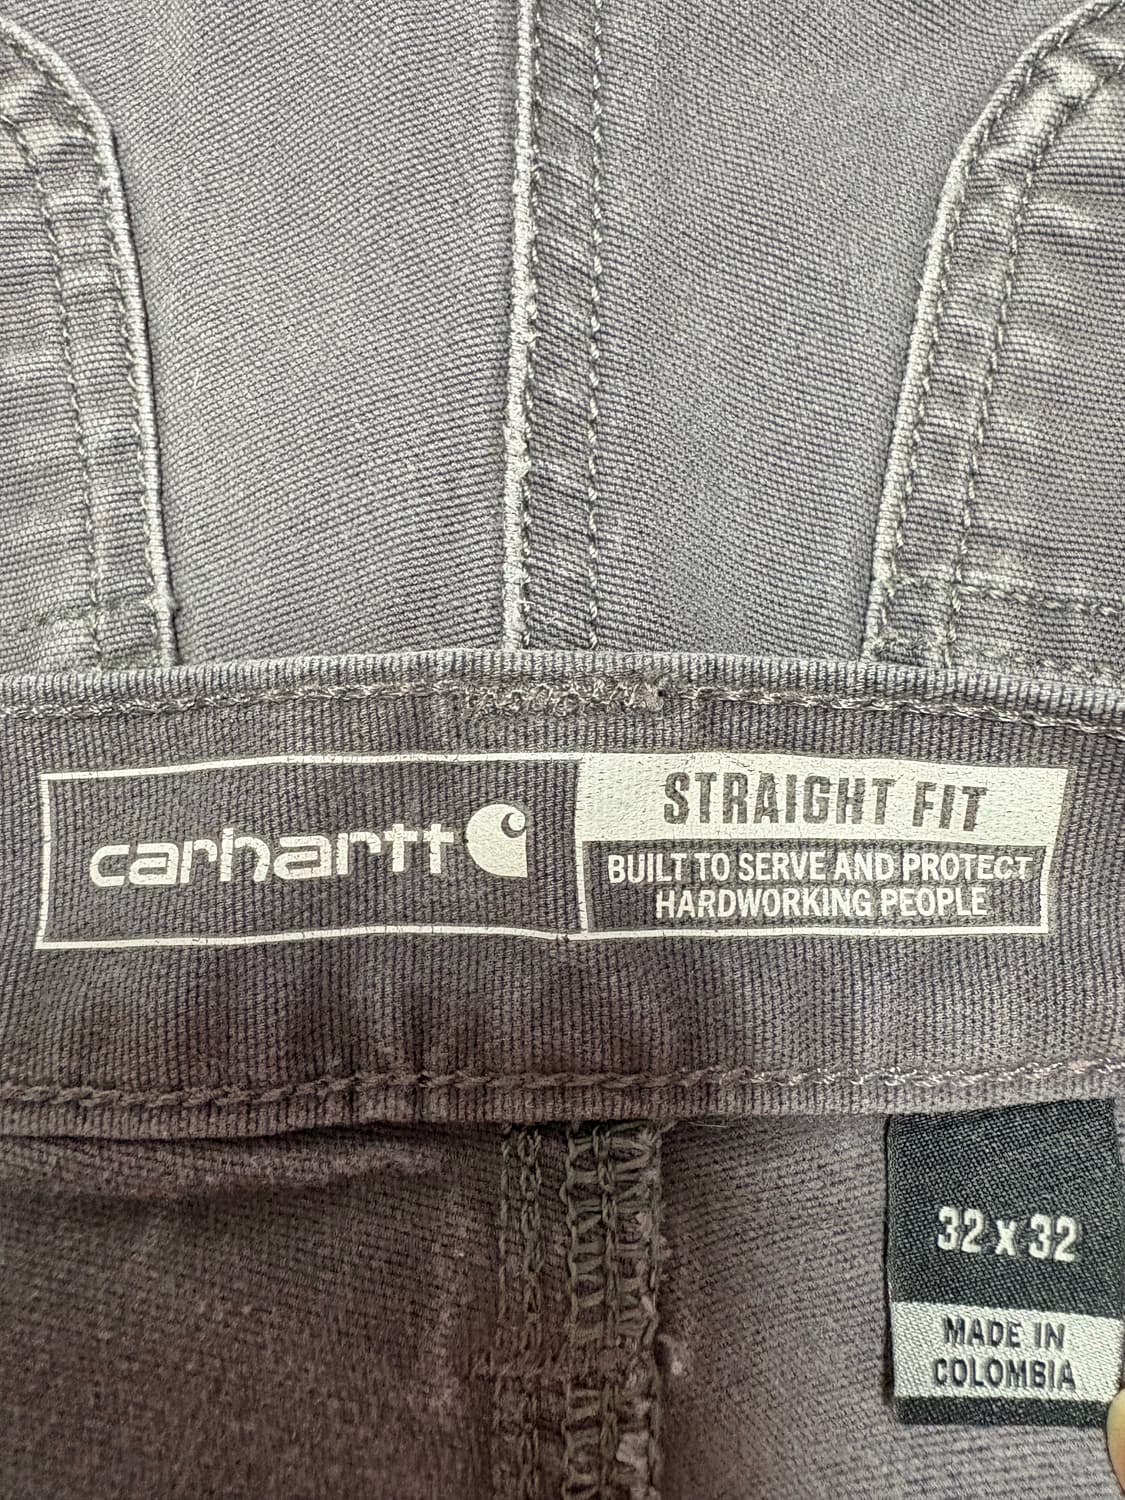 carhartt
STRAIGHT FIT
BUILT TO SERVE AND PROTECT
HARDWORKING PEOPLE
32 x 32
MADE IN
COLOMBIA